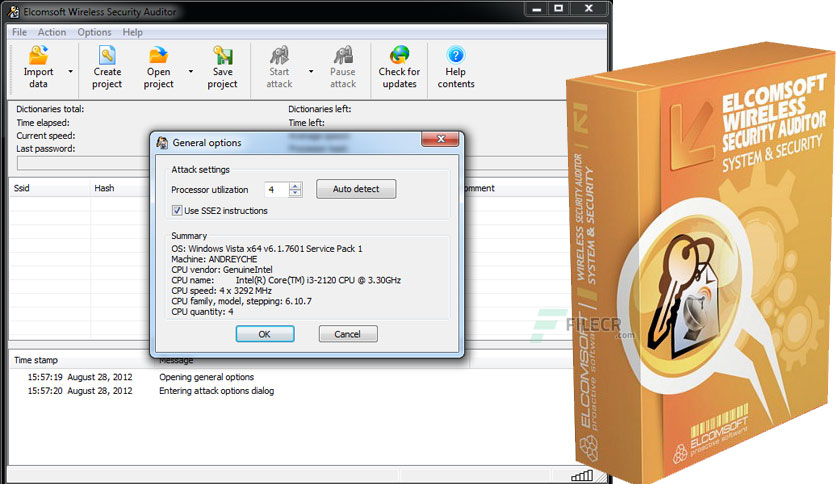 Elcomsoft Wireless Security Auditor
File Action Options Help
Import data
Create project
Open project
Save project
Start attack
Pause attack
Check for updates
Help contents
Dictionaries total:
Dictionaries left:
Time elapsed:
Time left:
Current speed:
Last password:
Ssid Hash omment
General options
Attack settings
Processor utilization 4 Auto detect
Use SSE2 instructions
Summary
OS: Windows Vista x64 v6.1.7601 Service Pack 1
Machine: ANDREYCHE
CPU vendor: GenuineIntel
CPU name: Intel(R) Core(TM) i3-2120 CPU @ 3.30GHz
CPU speed: 4 x 3292 MHz
CPU family, model, stepping: 6.10.7
CPU quantity: 4
OK Cancel
Time stamp Message
15:57:19 August 28, 2012 Opening general options
15:57:20 August 28, 2012 Entering attack options dialog
FILECR
.com
ELCOMSOFT
WIRELESS
SECURITY AUDITOR
SYSTEM & SECURITY
WIRELESS SECURITY AUDITOR
SYSTEM & SECURITY
ELCOMSOFT
proactive software
ELCOMSOFT
proactive software